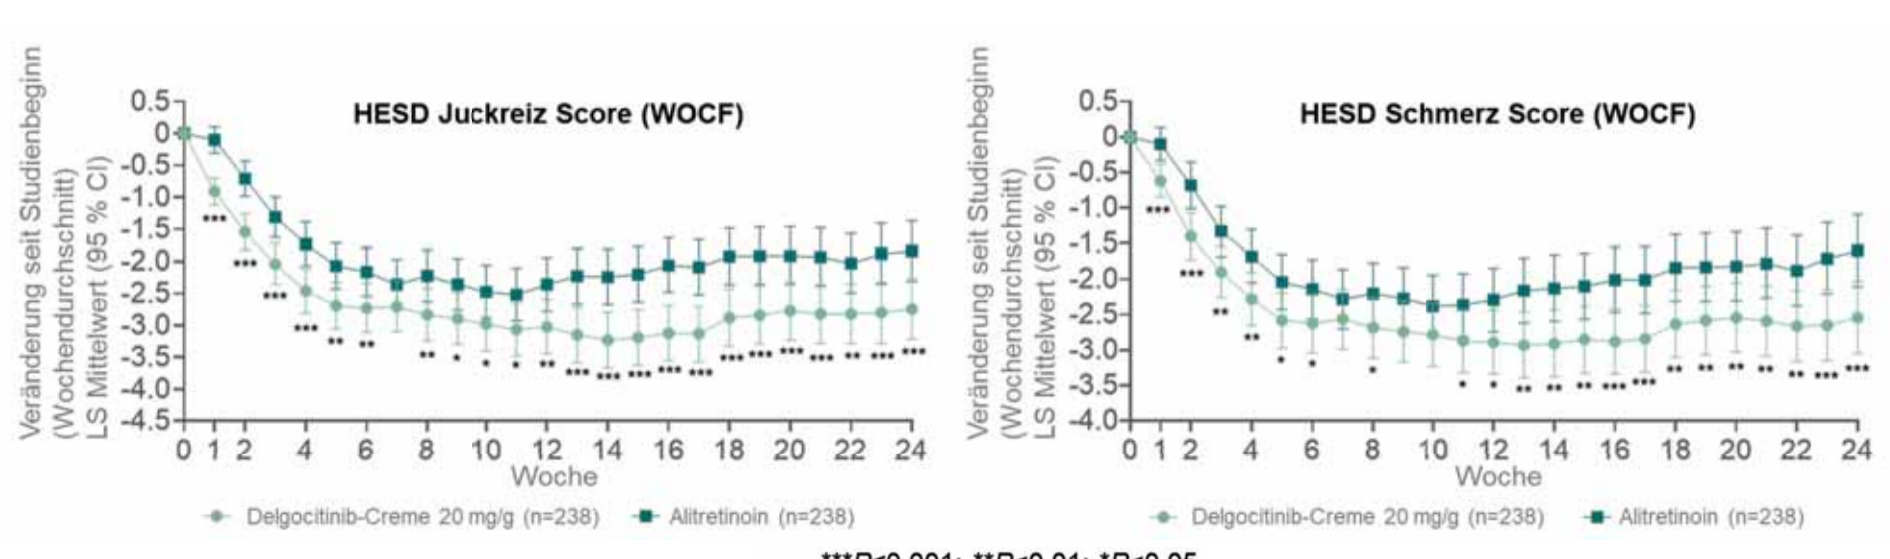 HESD Juckreiz Score (WOCF)
Veränderung seit Studienbeginn
(Wochendurchschnitt)
LS Mittelwert (95 % CI)
0.5
0
-0.5
-1.0
-1.5
-2.0
-2.5
-3.0
-3.5
-4.0
-4.5
*** *** *** *** ** ** ** * * * ** *** *** *** *** *** *** *** *** *** ** *** ***
0 1 2 4 6 8 10 12 14 16 18 20 22 24
Woche
Delgocitinib-Creme 20 mg/g (n=238) Alitretinoin (n=238)
HESD Schmerz Score (WOCF)
Veränderung seit Studienbeginn
(Wochendurchschnitt)
LS Mittelwert (95 % CI)
0.5
0
-0.5
-1.0
-1.5
-2.0
-2.5
-3.0
-3.5
-4.0
*** *** ** ** * * * * * ** ** ** *** *** ** ** ** ** ** *** ***
0 1 2 4 6 8 10 12 14 16 18 20 22 24
Woche
Delgocitinib-Creme 20 mg/g (n=238) Alitretinoin (n=238)